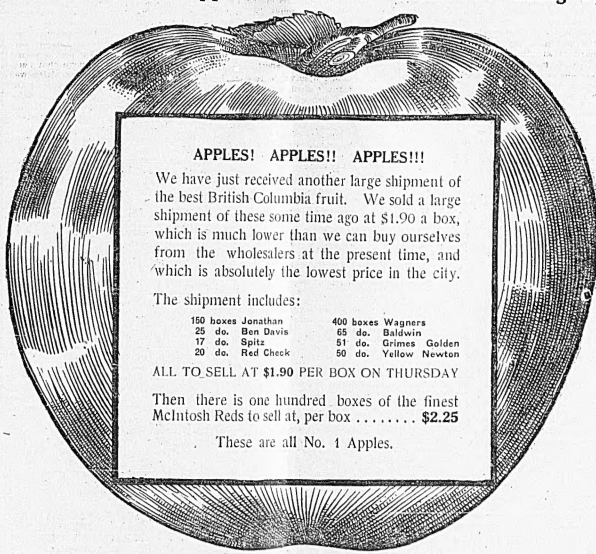 APPLES! APPLES!! APPLES!!!
We have just received another large shipment of
the best British Columbia fruit. We sold a large
shipment of these some time ago at $1.90 a box,
which is much lower than we can buy ourselves
from the wholesalers at the present time, and
which is absolutely the lowest price in the city.
The shipment includes:
150 boxes Jonathan 400 boxes Wagners
25 do. Ben Davis 65 do. Baldwin
17 do. Spitz 51 do. Grimes Golden
20 do. Red Check 50 do. Yellow Newton
ALL TO SELL AT $1.90 PER BOX ON THURSDAY
Then there is one hundred boxes of the finest
McIntosh Reds to sell at, per box ........ $2.25
These are all No. 1 Apples.